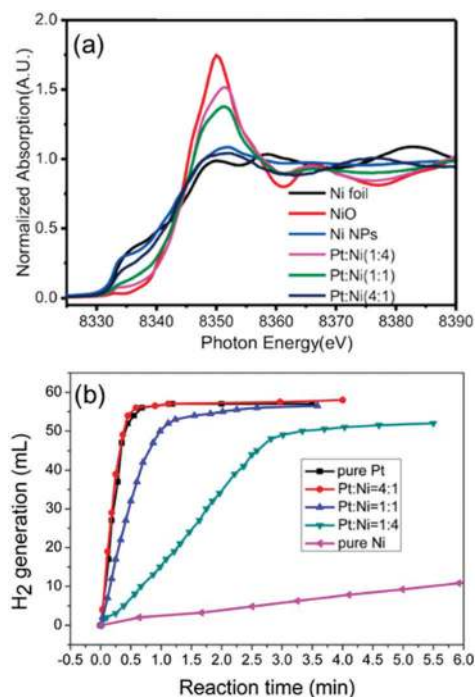 (a)
Normalized Absorption(A.U.)
2.0
1.5
1.0
0.5
0.0
Ni foil
NiO
Ni NPs
Pt:Ni(1:4)
Pt:Ni(1:1)
Pt:Ni(4:1)
8330 8340 8350 8360 8370 8380 8390
Photon Energy(eV)
(b)
H2 generation (mL)
60
50
40
30
20
10
0
pure Pt
Pt:Ni=4:1
Pt:Ni=1:1
Pt:Ni=1:4
pure Ni
-0.5 0.0 0.5 1.0 1.5 2.0 2.5 3.0 3.5 4.0 4.5 5.0 5.5 6.0
Reaction time (min)